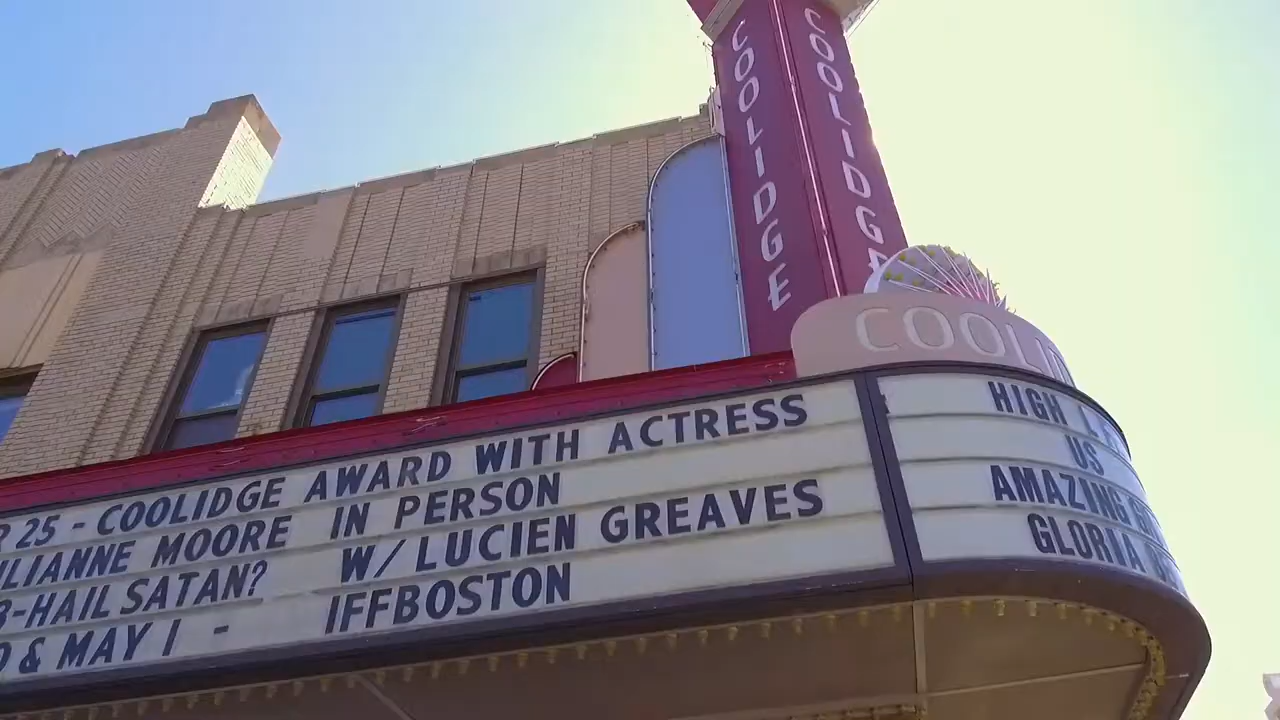 COOLIDGE
COOLIDGE
COOLI
25 - COOLIDGE AWARD WITH ACTRESS
MOORE IN PERSON
HAIL SATAN? W/LUCIEN GREAVES
& MAY 1 - IFFBOSTON
HIGH
US
AMAZING
GLORIA